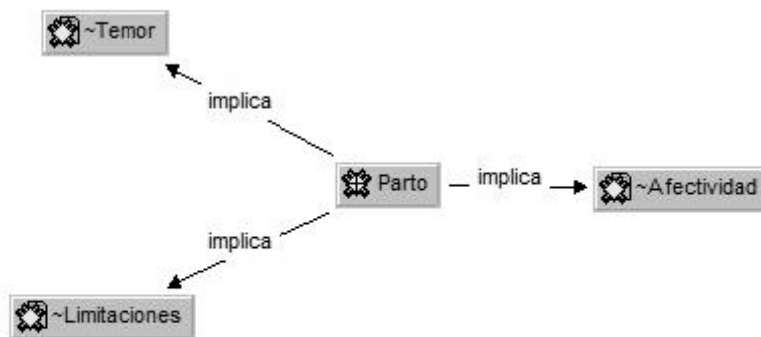 ~Temor
implica
Parto
implica
~Afectividad
implica
~Limitaciones